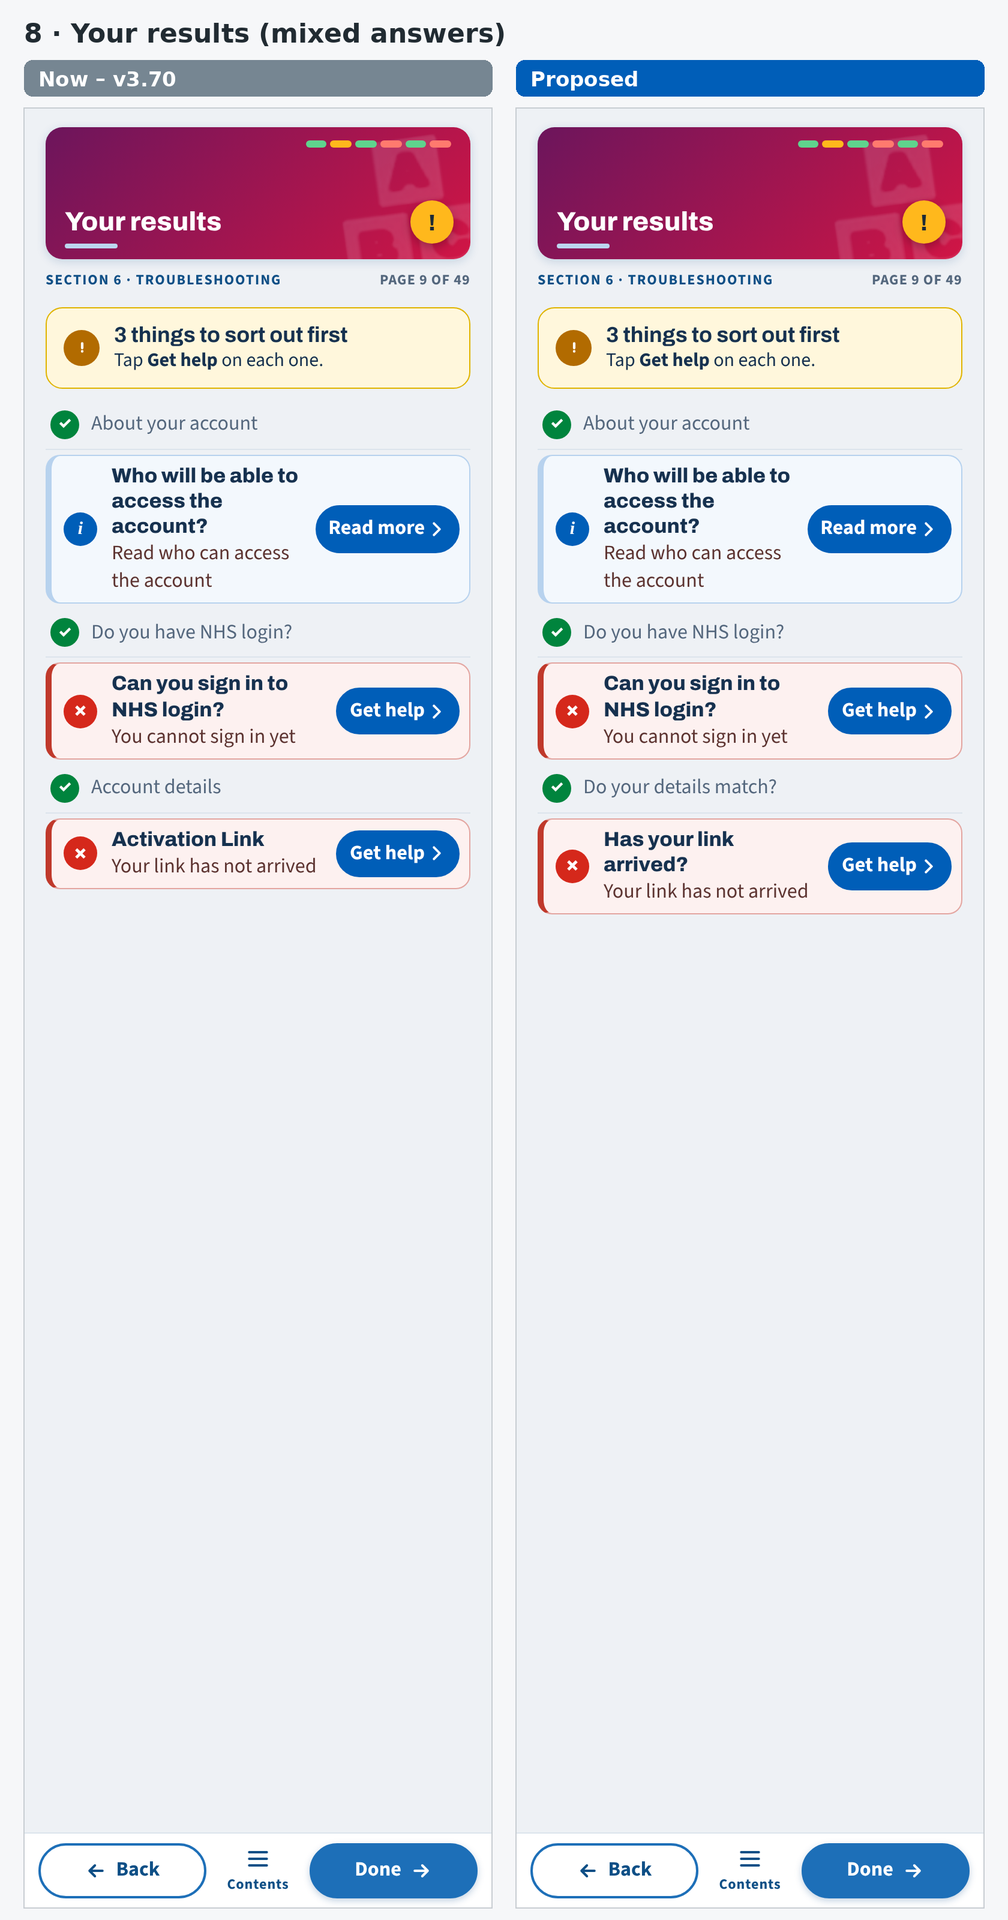 8 · Your results (mixed answers)
Now – v3.70
A
B C
Your results
!
SECTION 6 · TROUBLESHOOTING
PAGE 9 OF 49
!
3 things to sort out first
Tap Get help on each one.
About your account
i
Who will be able to
access the
account?
Read who can access
the account
Read more
Do you have NHS login?
Can you sign in to
NHS login?
You cannot sign in yet
Get help
Account details
Activation Link
Your link has not arrived
Get help
Back
Contents
Done
Proposed
A
B C
Your results
!
SECTION 6 · TROUBLESHOOTING
PAGE 9 OF 49
!
3 things to sort out first
Tap Get help on each one.
About your account
i
Who will be able to
access the
account?
Read who can access
the account
Read more
Do you have NHS login?
Can you sign in to
NHS login?
You cannot sign in yet
Get help
Do your details match?
Has your link
arrived?
Your link has not arrived
Get help
Back
Contents
Done